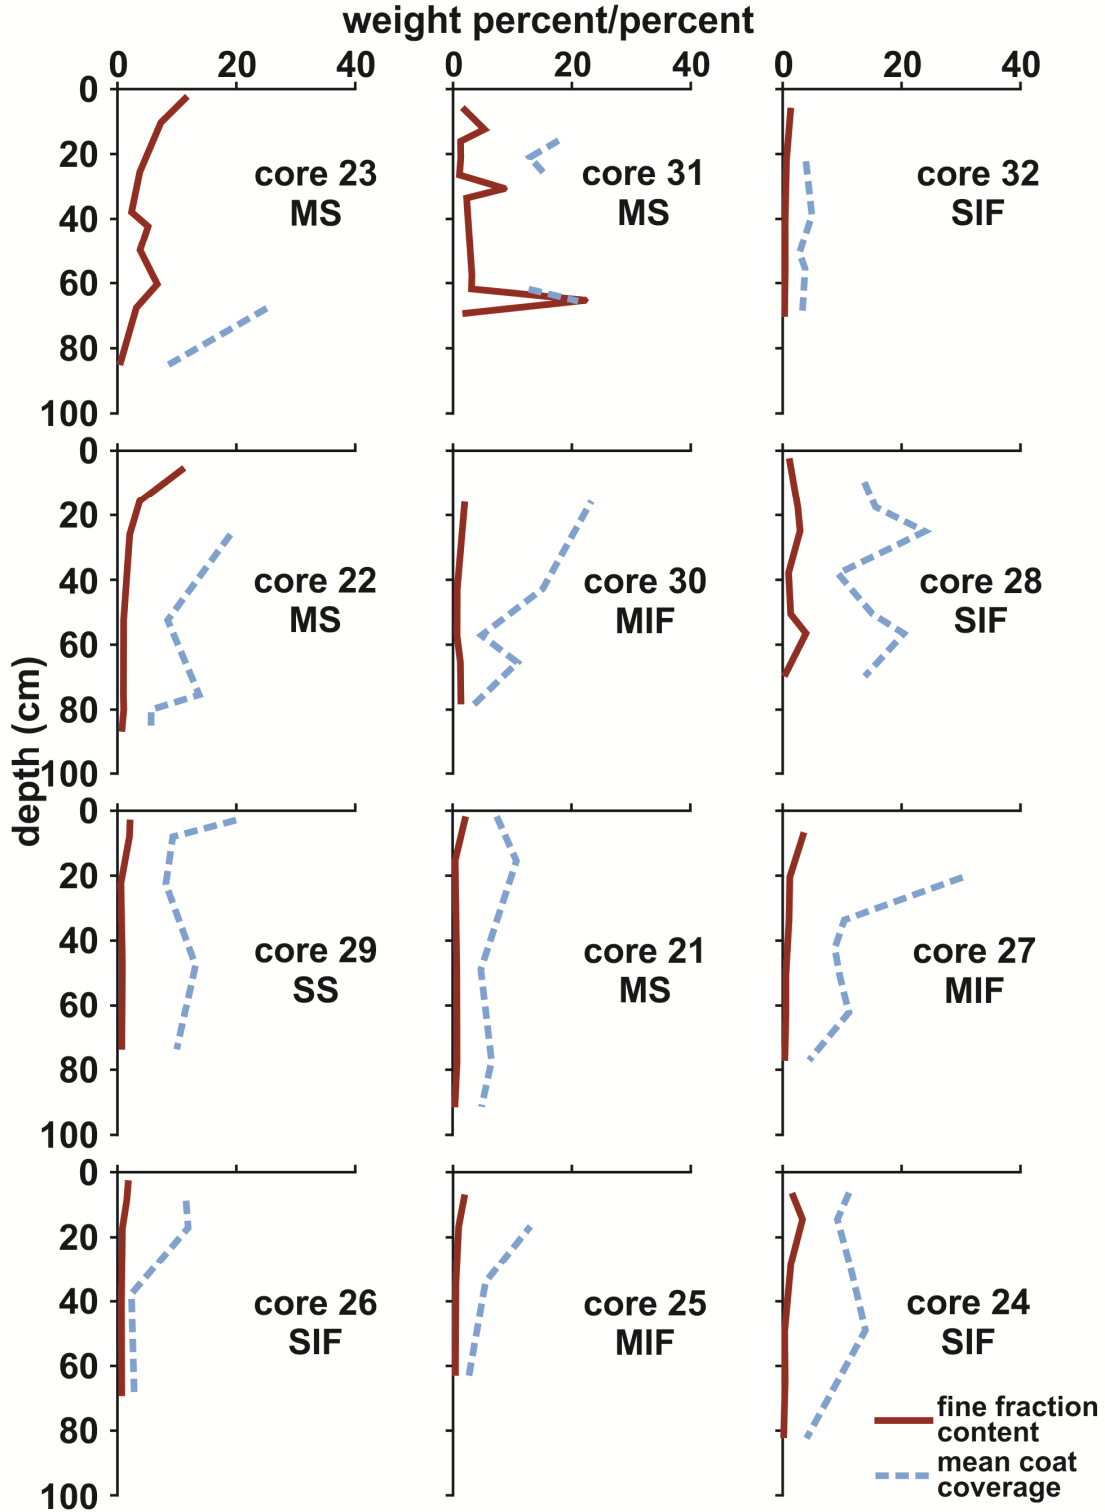 weight percent/percent
0 20 40 0 20 40 0 20 40
0
20
40
60
80
100
core 23
MS
core 31
MS
core 32
SIF
0
20
40
60
80
100
core 22
MS
core 30
MIF
core 28
SIF
depth (cm)
0
20
40
60
80
100
core 29
SS
core 21
MS
core 27
MIF
0
20
40
60
80
100
core 26
SIF
core 25
MIF
core 24
SIF
fine fraction
content
mean coat
coverage